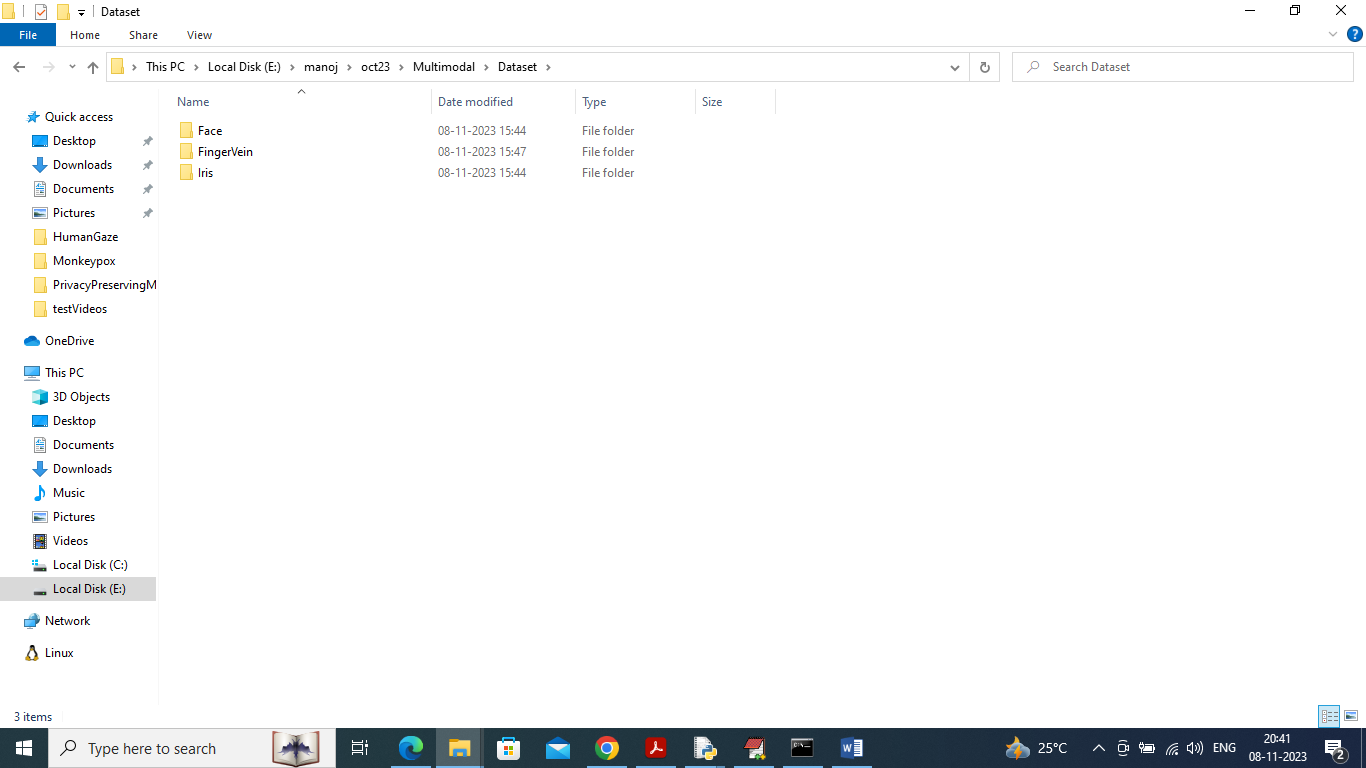 Dataset
File Home Share View
This PC Local Disk (E:) manoj oct23 Multimodal Dataset
Search Dataset
Name Date modified Type Size
Face 08-11-2023 15:44 File folder
FingerVein 08-11-2023 15:47 File folder
Iris 08-11-2023 15:44 File folder
Quick access
Desktop
Downloads
Documents
Pictures
HumanGaze
Monkeypox
PrivacyPreservingM
testVideos
OneDrive
This PC
3D Objects
Desktop
Documents
Downloads
Music
Pictures
Videos
Local Disk (C:)
Local Disk (E:)
Network
Linux
3 items
Type here to search
25°C ENG
20:41
08-11-2023
2